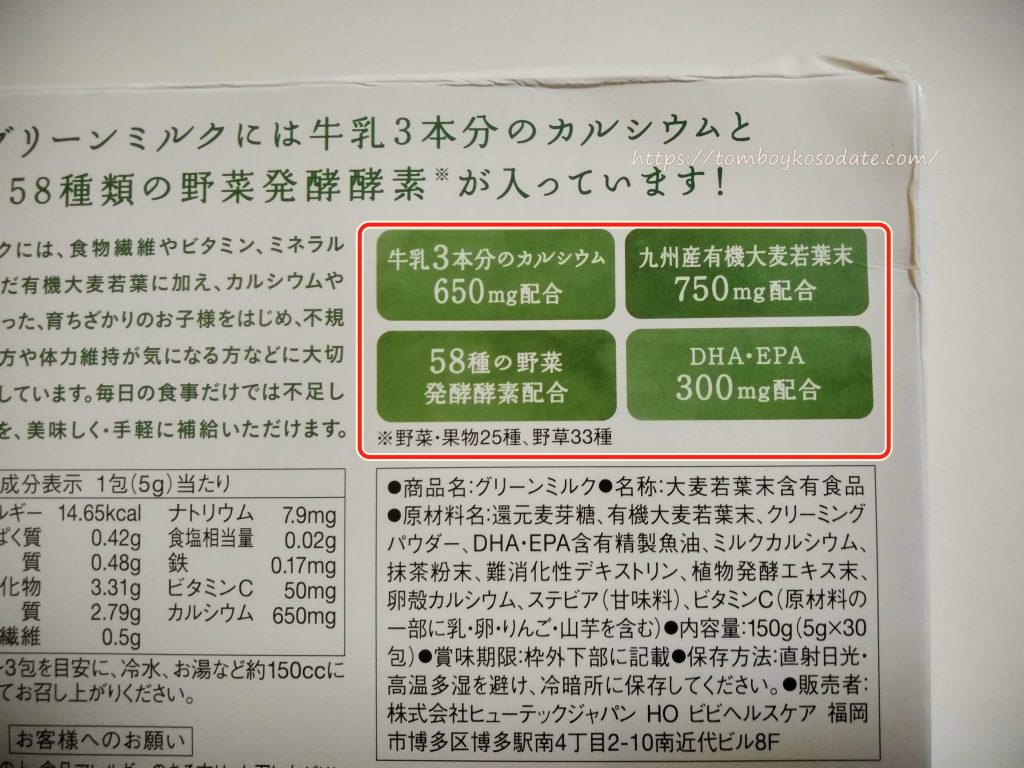 グリーンミルクには牛乳3本分のカルシウムと
https://tomboykosodate.com/
58種類の野菜発酵酵素※が入っています!
クには、食物繊維やビタミン、ミネラル
だ有機大麦若葉に加え、カルシウムや
った、育ちざかりのお子様をはじめ、不規
方や体力維持が気になる方などに大切
しています。毎日の食事だけでは不足し
を、美味しく・手軽に補給いただけます。
牛乳3本分のカルシウム
650mg配合
九州産有機大麦若葉末
750mg配合
58種の野菜
発酵酵素配合
DHA・EPA
300mg配合
※野菜・果物25種、野草33種
成分表示 1包(5g)当たり
ルギー 14.65kcal ナトリウム 7.9mg
ぱく質 0.42g 食塩相当量 0.02g
質 0.48g 鉄 0.17mg
化物 3.31g ビタミンC 50mg
質 2.79g カルシウム 650mg
繊維 0.5g
~3包を目安に、冷水、お湯など約150ccに
てお召し上がりください。
お客様へのお願い
●商品名:グリーンミルク●名称:大麦若葉末含有食品
●原材料名:還元麦芽糖、有機大麦若葉末、クリーミング
パウダー、DHA・EPA含有精製魚油、ミルクカルシウム、
抹茶粉末、難消化性デキストリン、植物発酵エキス末、
卵殻カルシウム、ステビア(甘味料)、ビタミンC(原材料の
一部に乳・卵・りんご・山芋を含む)●内容量:150g(5g×30
包)●賞味期限:枠外下部に記載●保存方法:直射日光・
高温多湿を避け、冷暗所に保存してください。●販売者:
株式会社ヒューテックジャパン HO ビビヘルスケア 福岡
市博多区博多駅南4丁目2-10南近代ビル8F